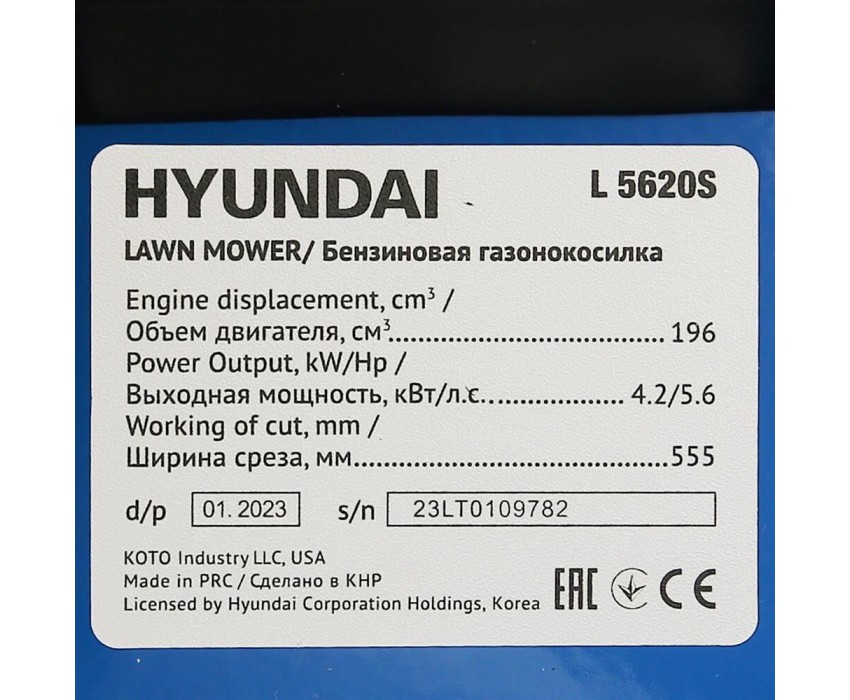 HYUNDAI L 5620S
LAWN MOWER/ Бензиновая газонокосилка
Engine displacement, cm³ /
Объем двигателя, см³........................................ 196
Power Output, kW/Hp /
Выходная мощность, кВт/л.с...................... 4.2/5.6
Working of cut, mm /
Ширина среза, мм.............................................555
d/p 01.2023 s/n 23LT0109782
KOTO Industry LLC, USA
Made in PRC / Сделано в КНР
Licensed by Hyundai Corporation Holdings, Korea EAC CE